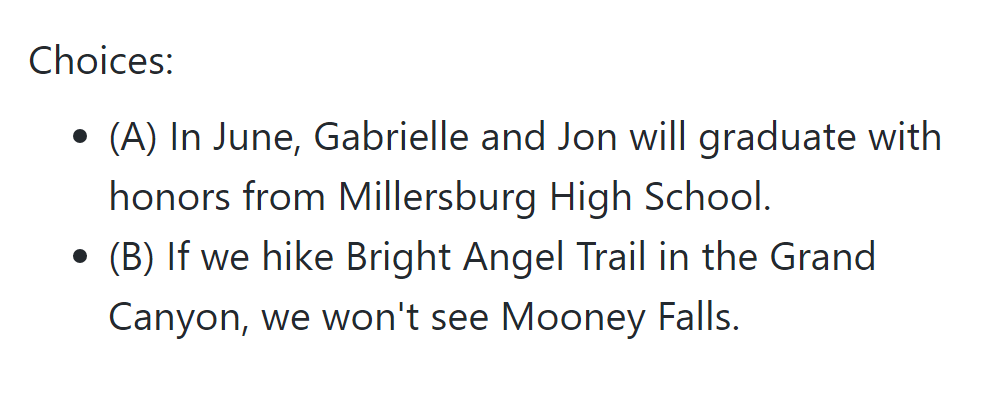 Choices:
(A) In June, Gabrielle and Jon will graduate with
honors from Millersburg High School.
(B) If we hike Bright Angel Trail in the Grand
Canyon, we won't see Mooney Falls.